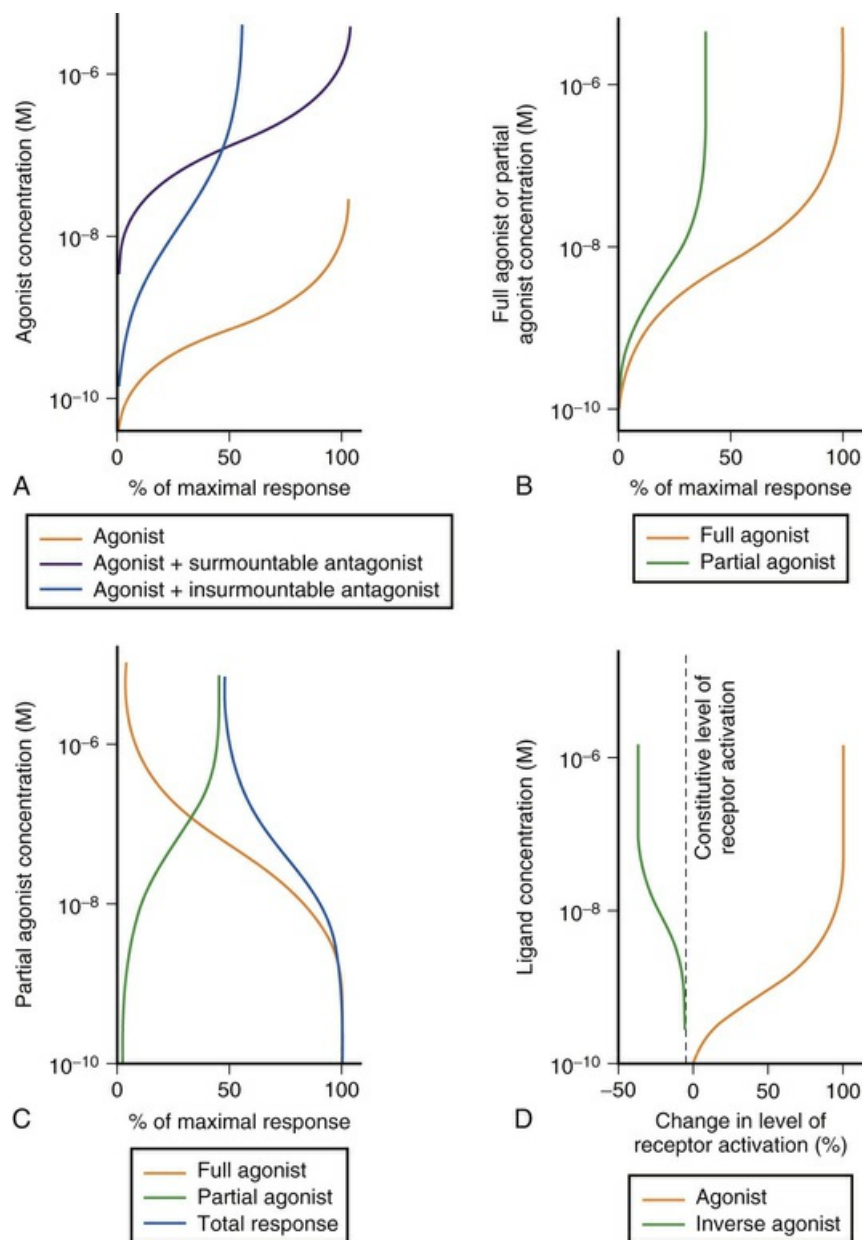 Agonist concentration (M)
10⁻⁶
10⁻⁸
10⁻¹⁰
0 50 100
A
% of maximal response
Agonist
Agonist + surmountable antagonist
Agonist + insurmountable antagonist
Full agonist or partial
agonist concentration (M)
10⁻⁶
10⁻⁸
10⁻¹⁰
0 50 100
B
% of maximal response
Full agonist
Partial agonist
Partial agonist concentration (M)
10⁻⁶
10⁻⁸
10⁻¹⁰
0 50 100
C
% of maximal response
Full agonist
Partial agonist
Total response
Ligand concentration (M)
Constitutive level of
receptor activation
10⁻⁶
10⁻⁸
10⁻¹⁰
−50 0 50 100
D
Change in level of
receptor activation (%)
Agonist
Inverse agonist